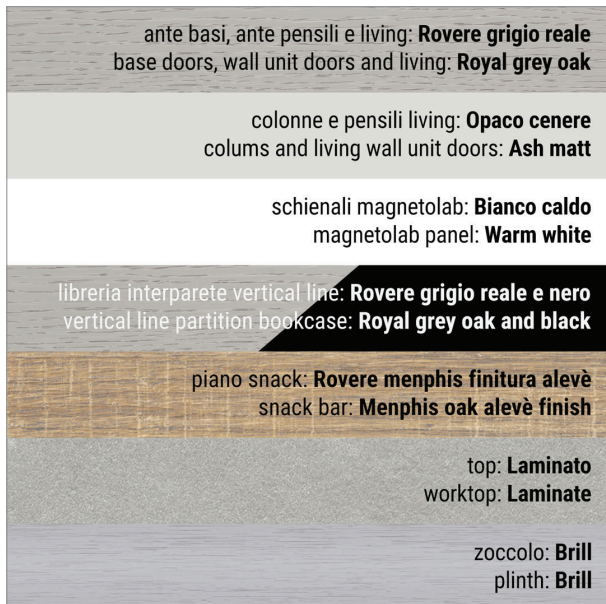 ante basi, ante pensili e living: Rovere grigio reale
base doors, wall unit doors and living: Royal grey oak
colonne e pensili living: Opaco cenere
colums and living wall unit doors: Ash matt
schienali magnetolab: Bianco caldo
magnetolab panel: Warm white
libreria interparete vertical line: Rovere grigio reale e nero
vertical line partition bookcase: Royal grey oak and black
piano snack: Rovere menphis finitura alevè
snack bar: Menphis oak alevè finish
top: Laminato
worktop: Laminate
zoccolo: Brill
plinth: Brill